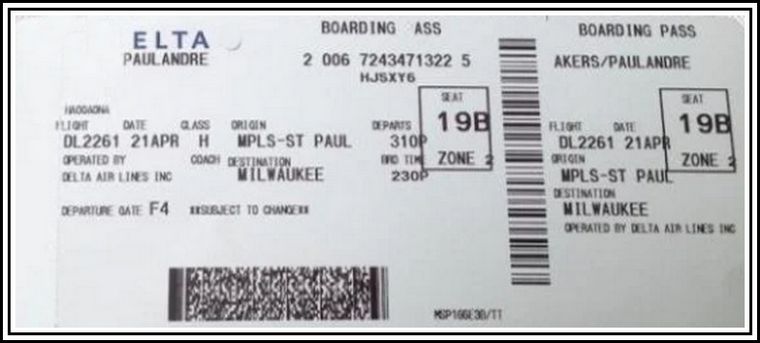 BOARDING ASS
BOARDING PASS
ELTA
PAULANDRE
2 006 7243471322 5
HJSXY6
AKERS/PAULANDRE
FLIGHT DATE CLASS ORIGIN DEPARTS SEAT
DL2261 21APR H MPLS-ST PAUL 310P 19B
OPERATED BY COACH DESTINATION BRD TIME ZONE 2
DELTA AIR LINES INC MILWAUKEE 230P
DEPARTURE GATE F4 **SUBJECT TO CHANGE**
FLIGHT DATE SEAT
DL2261 21APR 19B
ORIGIN ZONE 2
MPLS-ST PAUL
DESTINATION
MILWAUKEE
OPERATED BY DELTA AIR LINES INC